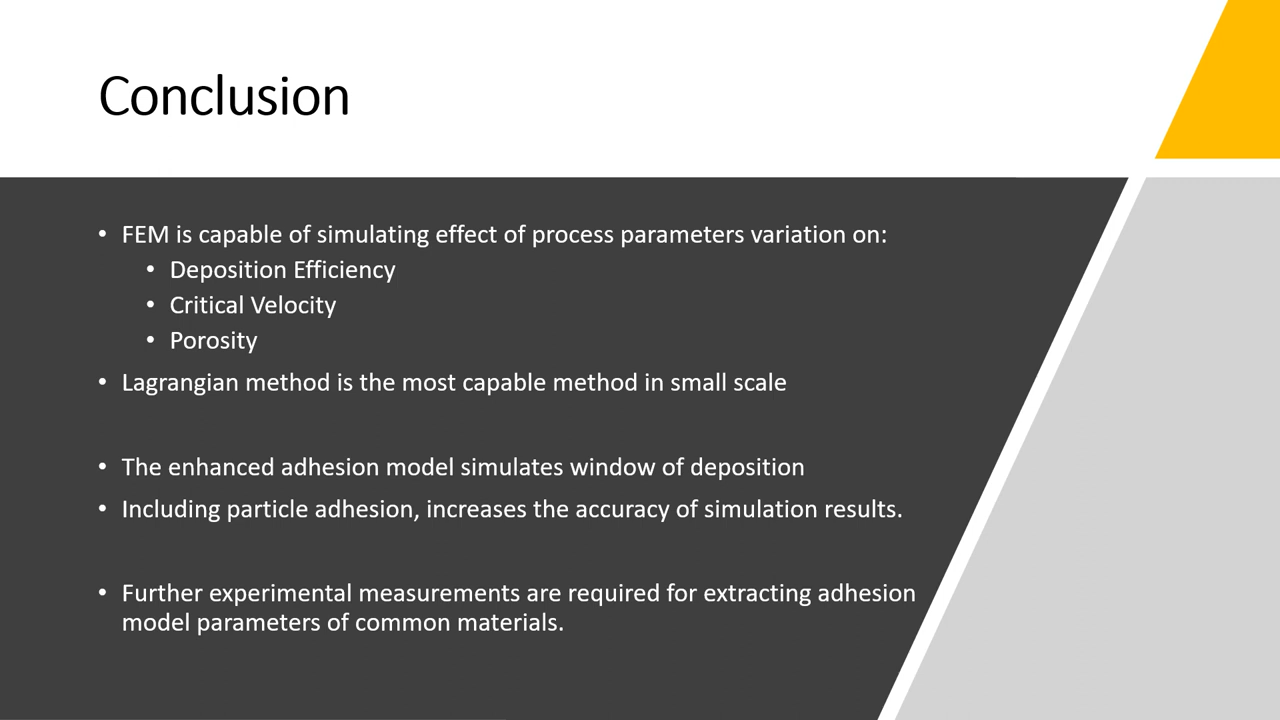 Conclusion
• FEM is capable of simulating effect of process parameters variation on:
• Deposition Efficiency
• Critical Velocity
• Porosity
• Lagrangian method is the most capable method in small scale
• The enhanced adhesion model simulates window of deposition
• Including particle adhesion, increases the accuracy of simulation results.
• Further experimental measurements are required for extracting adhesion
model parameters of common materials.